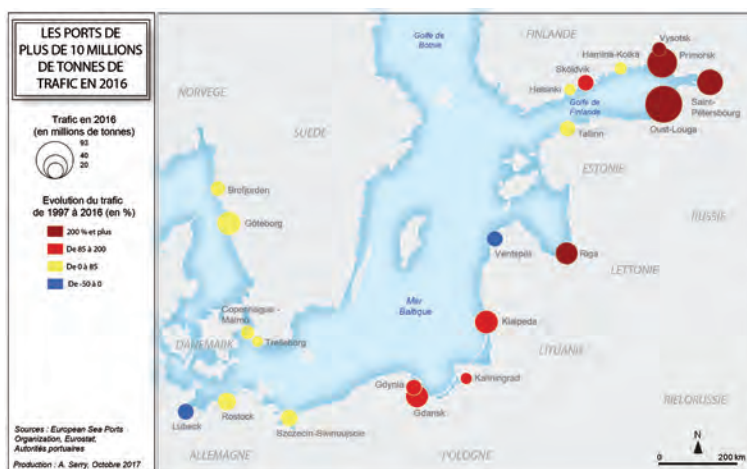 LES PORTS DE
PLUS DE 10 MILLIONS
DE TONNES DE
TRAFIC EN 2016
Trafic en 2016
(en millions de tonnes)
93
40
20
Evolution du trafic
de 1997 à 2016 (en %)
200 % et plus
De 85 à 200
De 0 à 85
De -50 à 0
Sources : European Sea Ports
Organization, Eurostat,
Autorités portuaires
Production : A. Serry, Octobre 2017
Golfe de
Botnie
FINLANDE
Vysotsk
Hamina-Kotka
Primorsk
Sköldvik
Helsinki
Golfe de
Finlande
Saint-
Pétersbourg
Oust-Louga
Tallinn
NORVEGE
SUEDE
ESTONIE
Brofjorden
Göteborg
RUSSIE
Ventspils
Riga
LETTONIE
Mer
Baltique
Copenhague -
Malmö
Klaipeda
DANEMARK
Trelleborg
LITUANIE
Kaliningrad
Gdynia
Gdansk
BIELORUSSIE
Lübeck
Rostock
Szczecin-Swinoujscie
ALLEMAGNE
POLOGNE
N
0 200 km